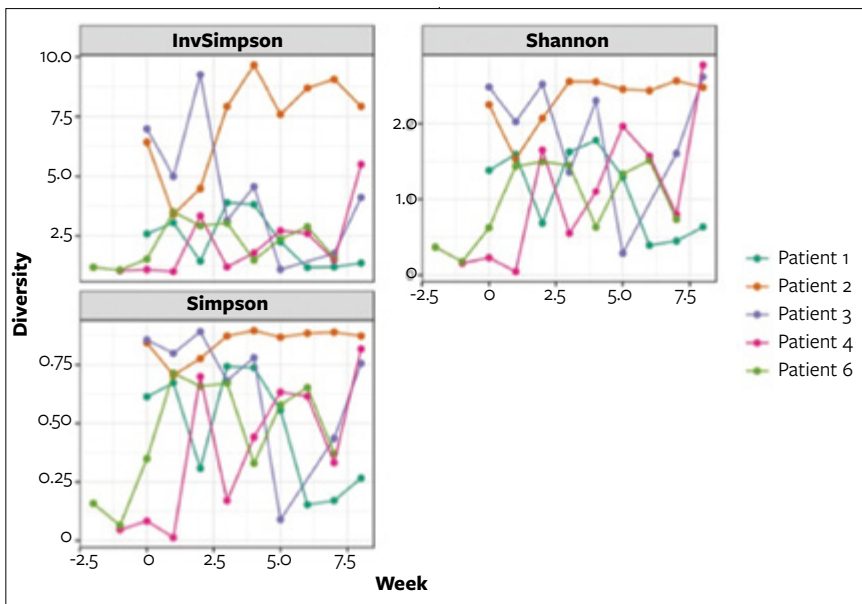 InvSimpson
Shannon
10.0
7.5
5.0
2.5
2.0
1.0
0
-2.5 0 2.5 5.0 7.5
Diversity
Simpson
0.75
0.50
0.25
0
-2.5 0 2.5 5.0 7.5
Week
Patient 1
Patient 2
Patient 3
Patient 4
Patient 6